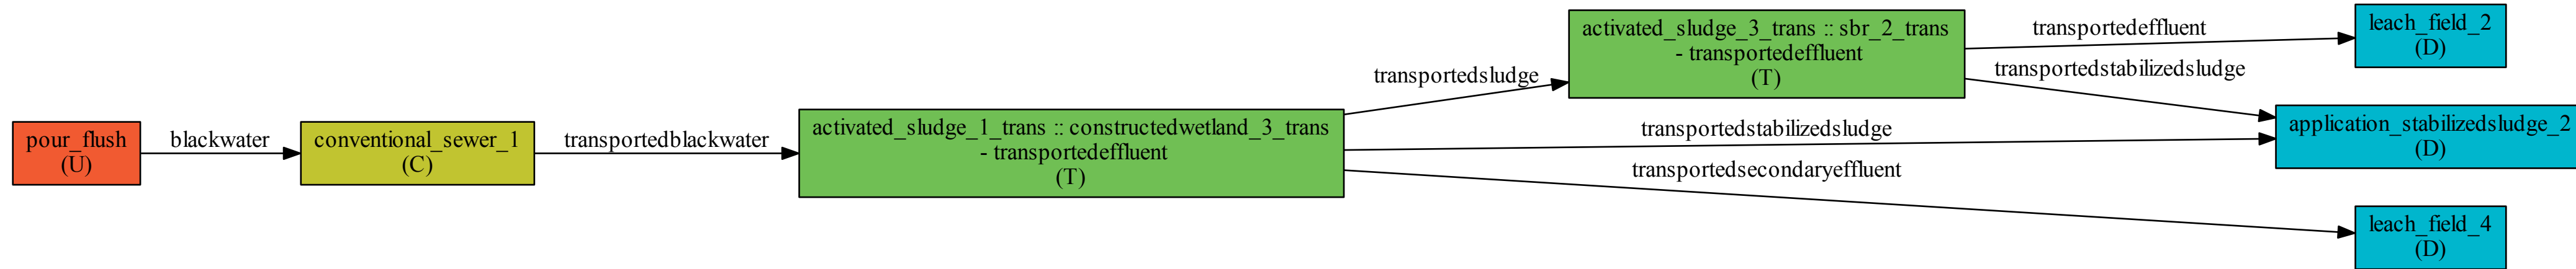 pour_flush
(U)
blackwater
conventional_sewer_1
(C)
transportedblackwater
activated_sludge_1_trans :: constructedwetland_3_trans
- transportedeffluent
(T)
transportedsludge
activated_sludge_3_trans :: sbr_2_trans
- transportedeffluent
(T)
transportedeffluent
transportedstabilizedsludge
transportedstabilizedsludge
transportedsecondaryeffluent
leach_field_2
(D)
application_stabilizedsludge_2
(D)
leach_field_4
(D)